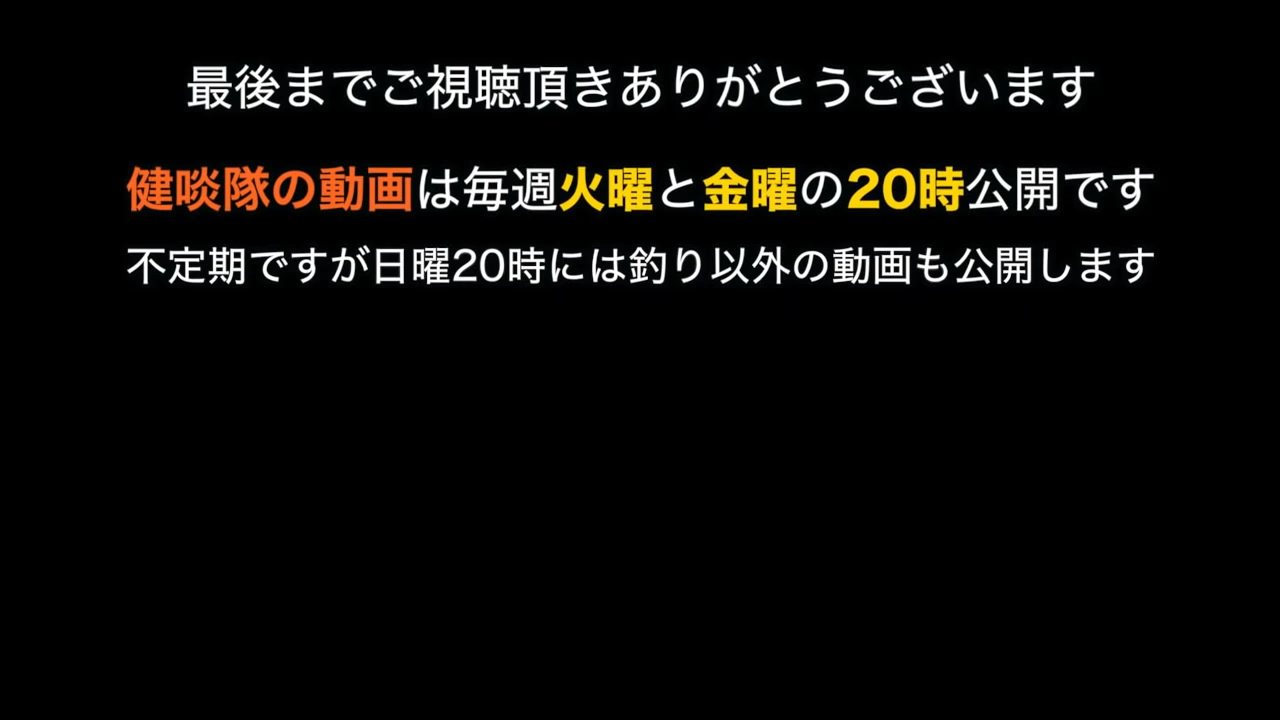 最後までご視聴頂きありがとうございます
健啖隊の動画は毎週火曜と金曜の20時公開です
不定期ですが日曜20時には釣り以外の動画も公開します